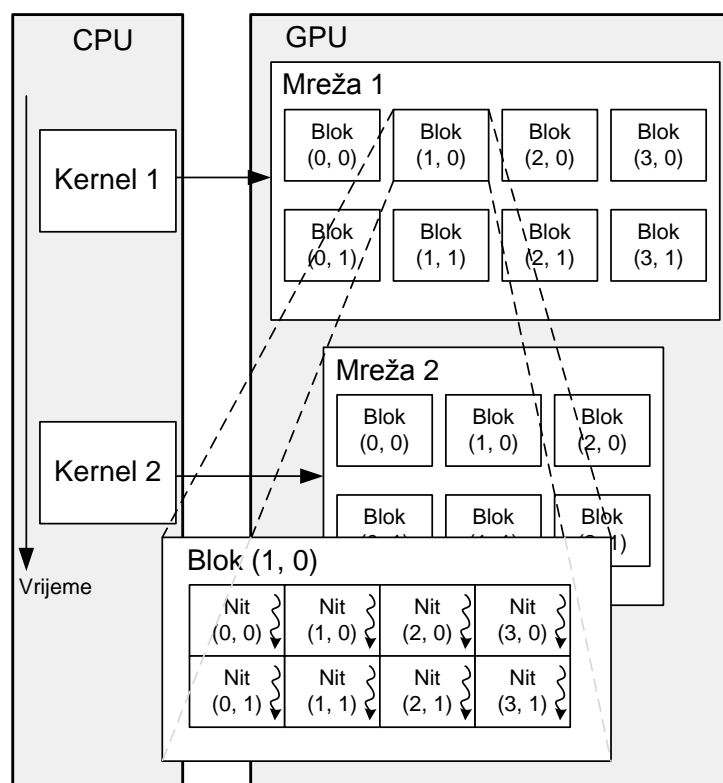 CPU
GPU
Mreža 1
Blok
(0, 0)
Blok
(1, 0)
Blok
(2, 0)
Blok
(3, 0)
Kernel 1
Blok
(0, 1)
Blok
(1, 1)
Blok
(2, 1)
Blok
(3, 1)
Mreža 2
Blok
(0, 0)
Blok
(1, 0)
Blok
(2, 0)
Kernel 2
Blok
Blok
Blok
Vrijeme
Blok (1, 0)
Nit
(0, 0)
Nit
(1, 0)
Nit
(2, 0)
Nit
(3, 0)
Nit
(0, 1)
Nit
(1, 1)
Nit
(2, 1)
Nit
(3, 1)